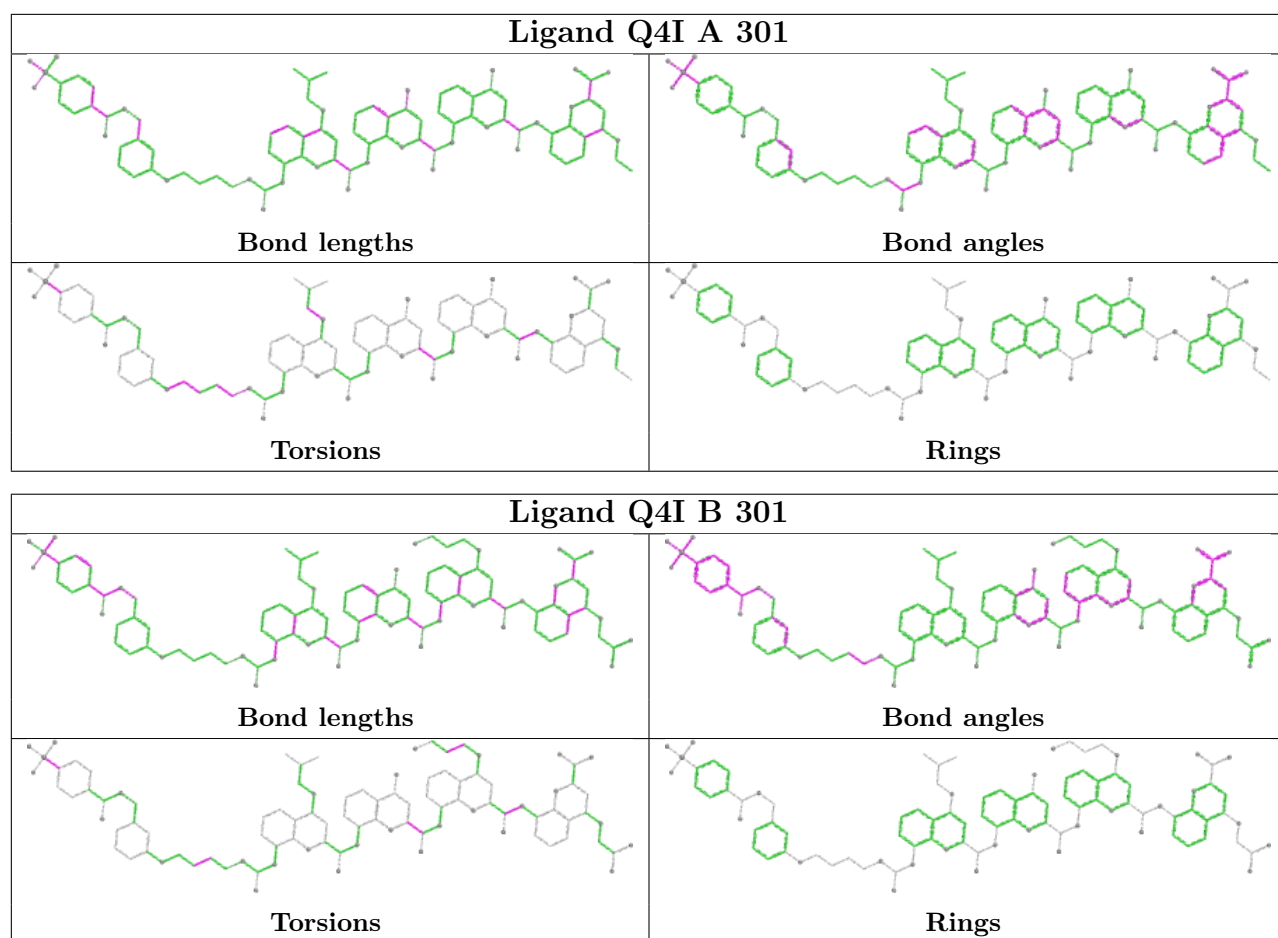 Ligand Q4I A 301
Bond lengths
Bond angles
Torsions
Rings
Ligand Q4I B 301
Bond lengths
Bond angles
Torsions
Rings